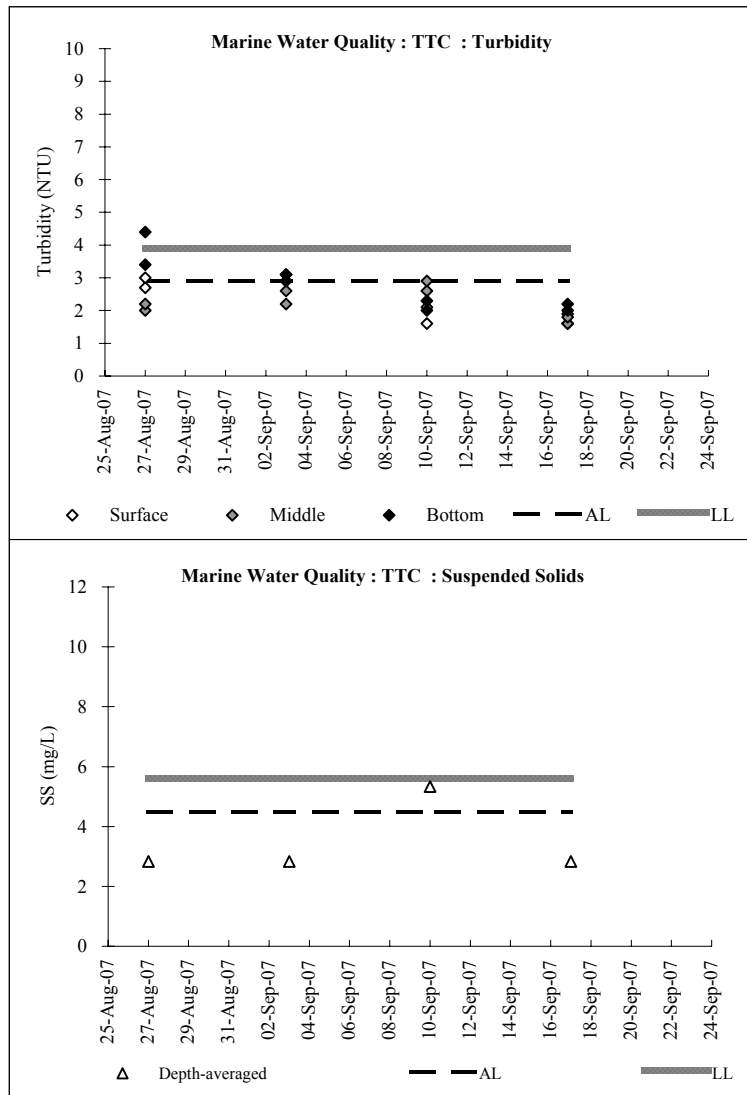 Marine Water Quality : TTC : Turbidity
10
9
8
7
6
5
4
3
2
1
0
Turbidity (NTU)
25-Aug-07
27-Aug-07
29-Aug-07
31-Aug-07
02-Sep-07
04-Sep-07
06-Sep-07
08-Sep-07
10-Sep-07
12-Sep-07
14-Sep-07
16-Sep-07
18-Sep-07
20-Sep-07
22-Sep-07
24-Sep-07
Surface Middle Bottom AL LL
Marine Water Quality : TTC : Suspended Solids
12
10
8
6
4
2
0
SS (mg/L)
25-Aug-07
27-Aug-07
29-Aug-07
31-Aug-07
02-Sep-07
04-Sep-07
06-Sep-07
08-Sep-07
10-Sep-07
12-Sep-07
14-Sep-07
16-Sep-07
18-Sep-07
20-Sep-07
22-Sep-07
24-Sep-07
Depth-averaged AL LL